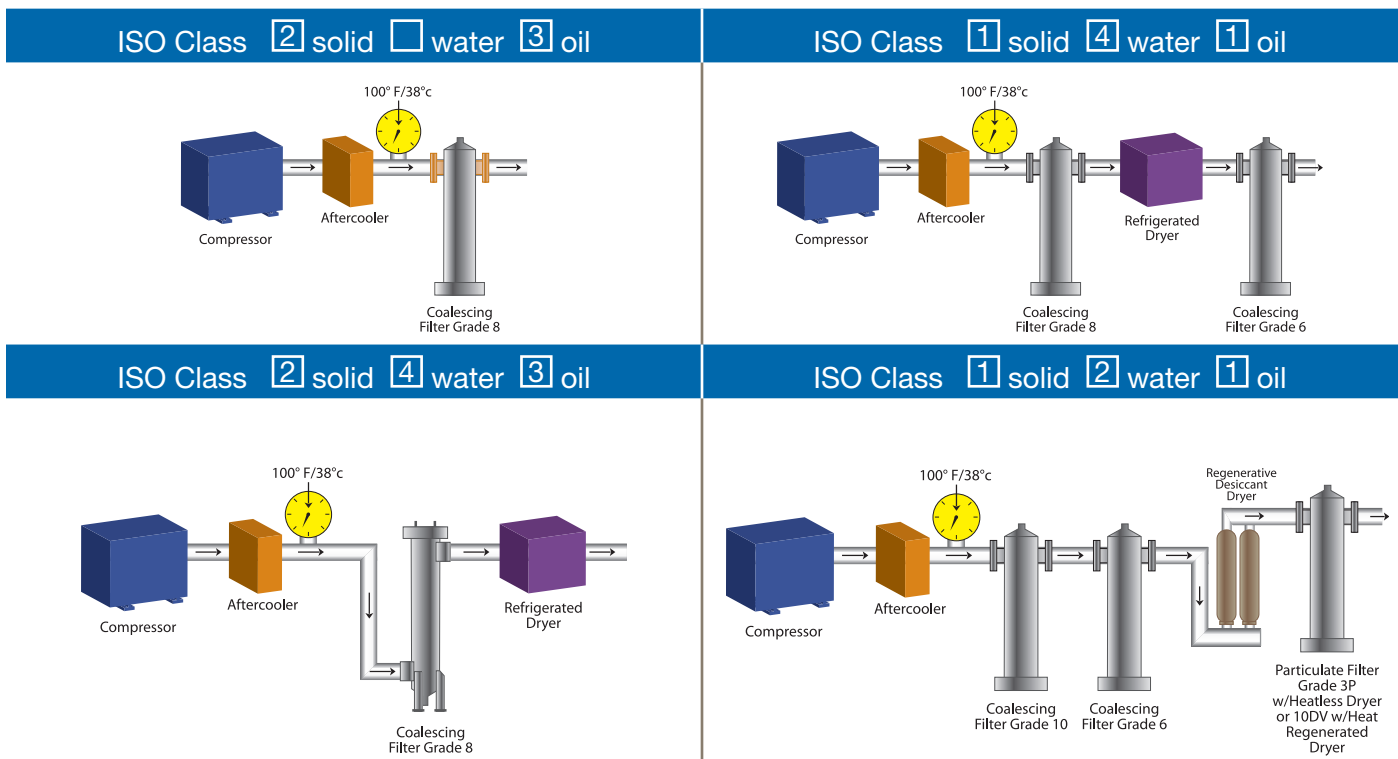 ISO Class 2 solid □ water 3 oil
100° F/38°c
Compressor
Aftercooler
Coalescing
Filter Grade 8
ISO Class 1 solid 4 water 1 oil
100° F/38°c
Compressor
Aftercooler
Coalescing
Filter Grade 8
Refrigerated
Dryer
Coalescing
Filter Grade 6
ISO Class 2 solid 4 water 3 oil
100° F/38°c
Compressor
Aftercooler
Coalescing
Filter Grade 8
Refrigerated
Dryer
ISO Class 1 solid 2 water 1 oil
100° F/38°c
Compressor
Aftercooler
Coalescing
Filter Grade 10
Coalescing
Filter Grade 6
Regenerative
Desiccant
Dryer
Particulate Filter
Grade 3P
w/Heatless Dryer
or 10DV w/Heat
Regenerated
Dryer